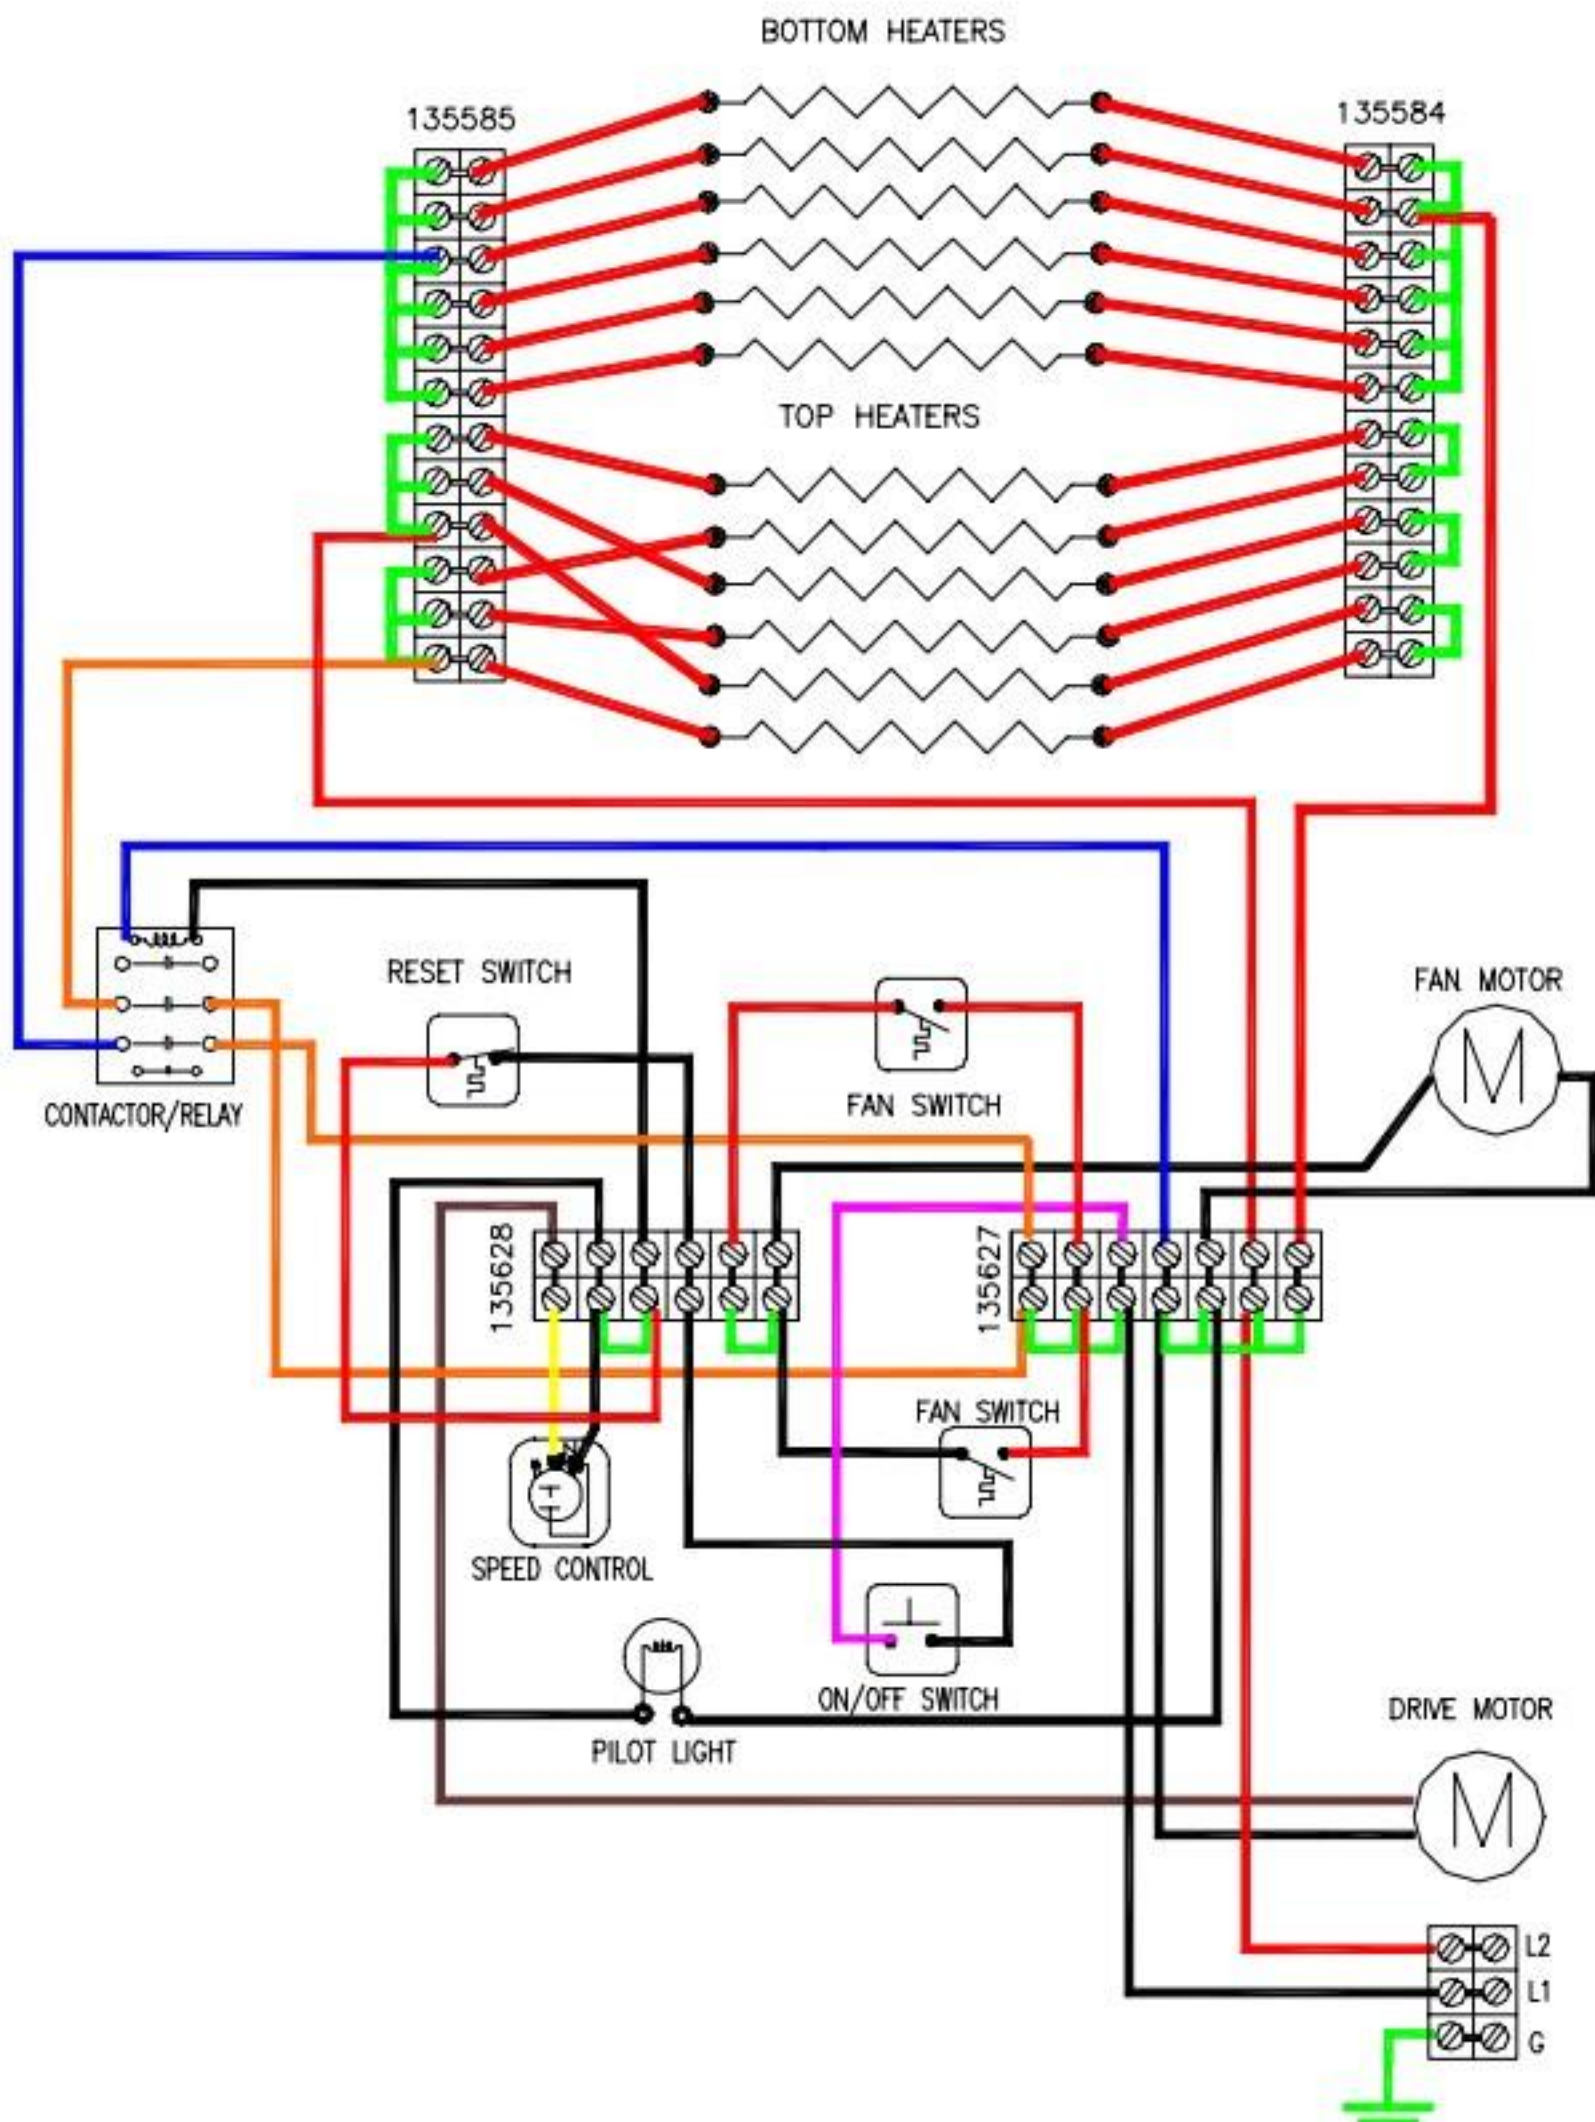 BOTTOM HEATERS
135585
135584
TOP HEATERS
RESET SWITCH
FAN MOTOR
M
FAN SWITCH
CONTACTOR/RELAY
135628
135627
FAN SWITCH
SPEED CONTROL
ON/OFF SWITCH
PILOT LIGHT
DRIVE MOTOR
M
L2
L1
G